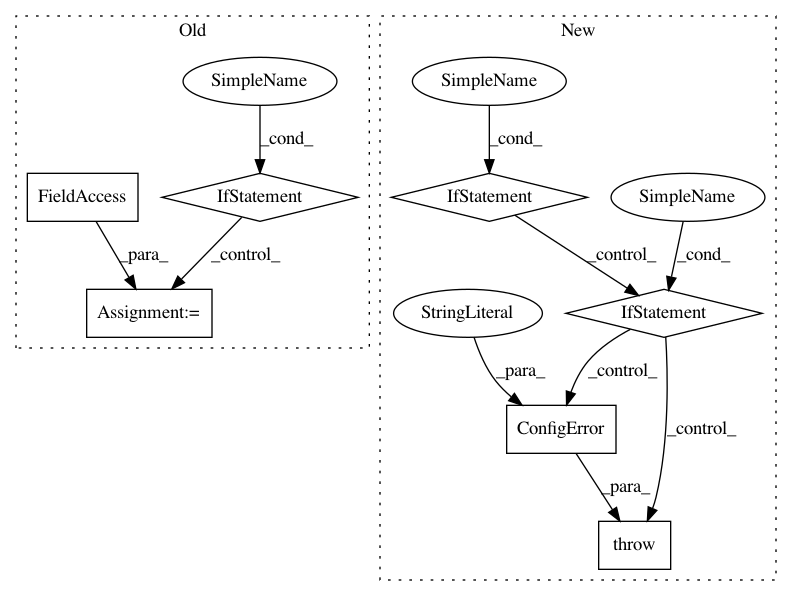 Old
New
SimpleName
SimpleName
_cond_
_cond_
FieldAccess
IfStatement
IfStatement
SimpleName
_para_
_control_
_control_
_cond_
Assignment:=
StringLiteral
IfStatement
_para_
_control_
ConfigError
_control_
_para_
throw